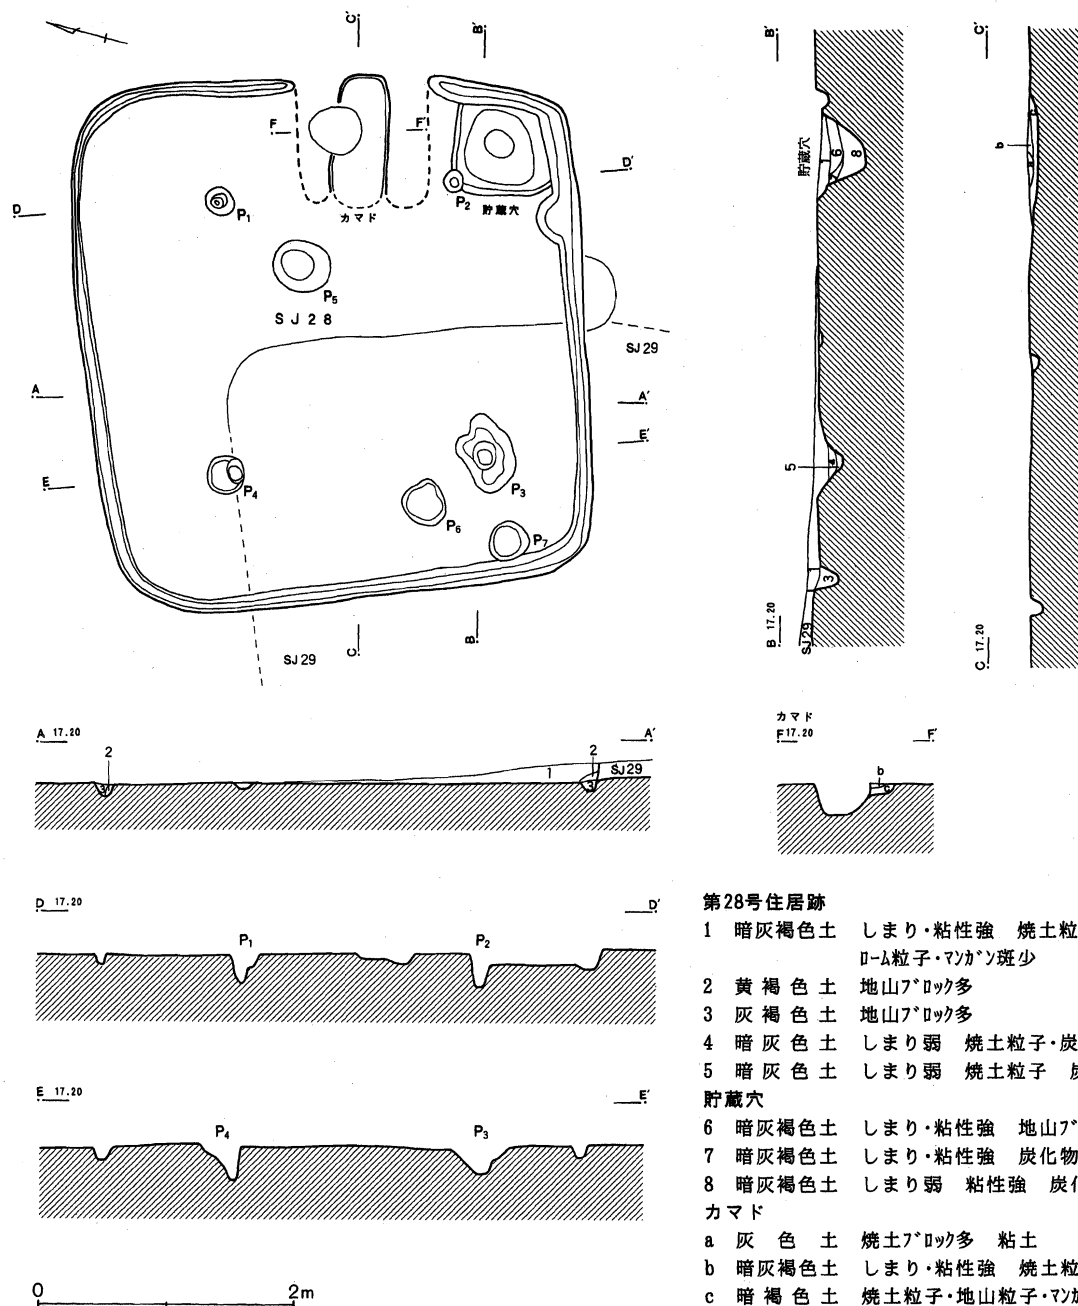 C'
B'
F
F'
D'
D
P1
カマド
P2
貯蔵穴
P5
SJ28
SJ29
A
A'
E'
E
P4
P3
P6
P7
SJ29
C
B
B'
貯蔵穴
6
8
5
4
3
B 17.20
SJ29
C'
b
C 17.20
A 17.20
A'
2
2
3
1
3
SJ29
カマド
F 17.20
F'
b
D 17.20
D'
P1
P2
E 17.20
E'
P4
P3
0
2m
第28号住居跡
1 暗灰褐色土 しまり・粘性強 焼土粒
ローム粒子・マンガン斑少
2 黄褐色土 地山ブロック多
3 灰褐色土 地山ブロック多
4 暗灰色土 しまり弱 焼土粒子・炭
5 暗灰色土 しまり弱 焼土粒子
貯蔵穴
6 暗灰褐色土 しまり・粘性強 地山ブ
7 暗灰褐色土 しまり・粘性強 炭化物
8 暗灰褐色土 しまり弱 粘性強 炭
カマド
a 灰色土 焼土ブロック多 粘土
b 暗灰褐色土 しまり・粘性強 焼土粒
c 暗褐色土 焼土粒子・地山粒子・マン